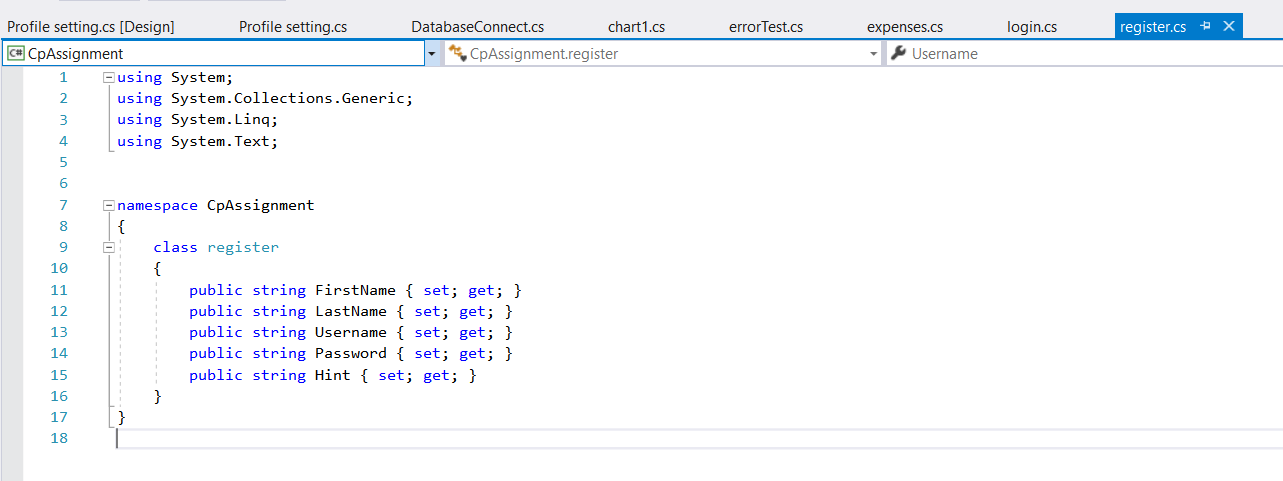 Profile setting.cs [Design] Profile setting.cs DatabaseConnect.cs chart1.cs errorTest.cs expenses.cs login.cs register.cs
C# CpAssignment CpAssignment.register Username
1 using System;
2 using System.Collections.Generic;
3 using System.Linq;
4 using System.Text;
5
6
7 namespace CpAssignment
8 {
9 class register
10 {
11 public string FirstName { set; get; }
12 public string LastName { set; get; }
13 public string Username { set; get; }
14 public string Password { set; get; }
15 public string Hint { set; get; }
16 }
17 }
18